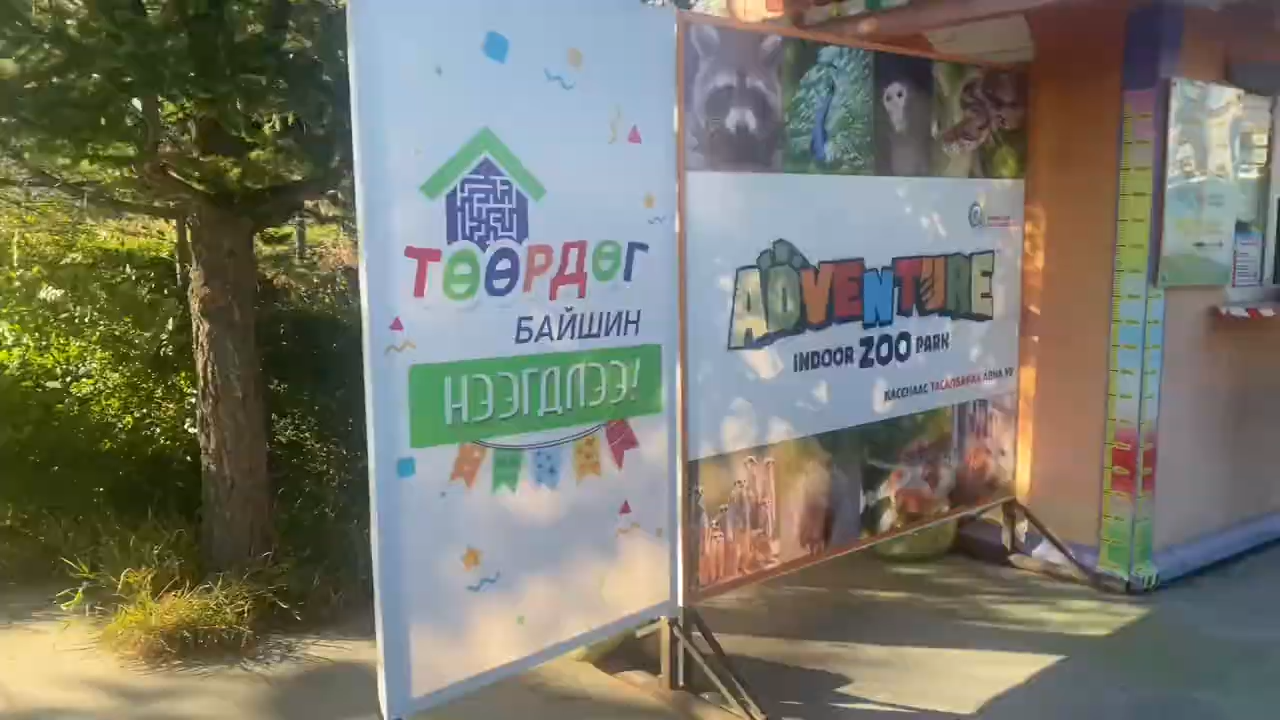 ТӨӨРДӨГ
БАЙШИН
НЭЭГДЛЭЭ!
ADVENTURE
INDOOR ZOO PARK
КАССНААС ТАСАЛБАРАА АВНА УУ